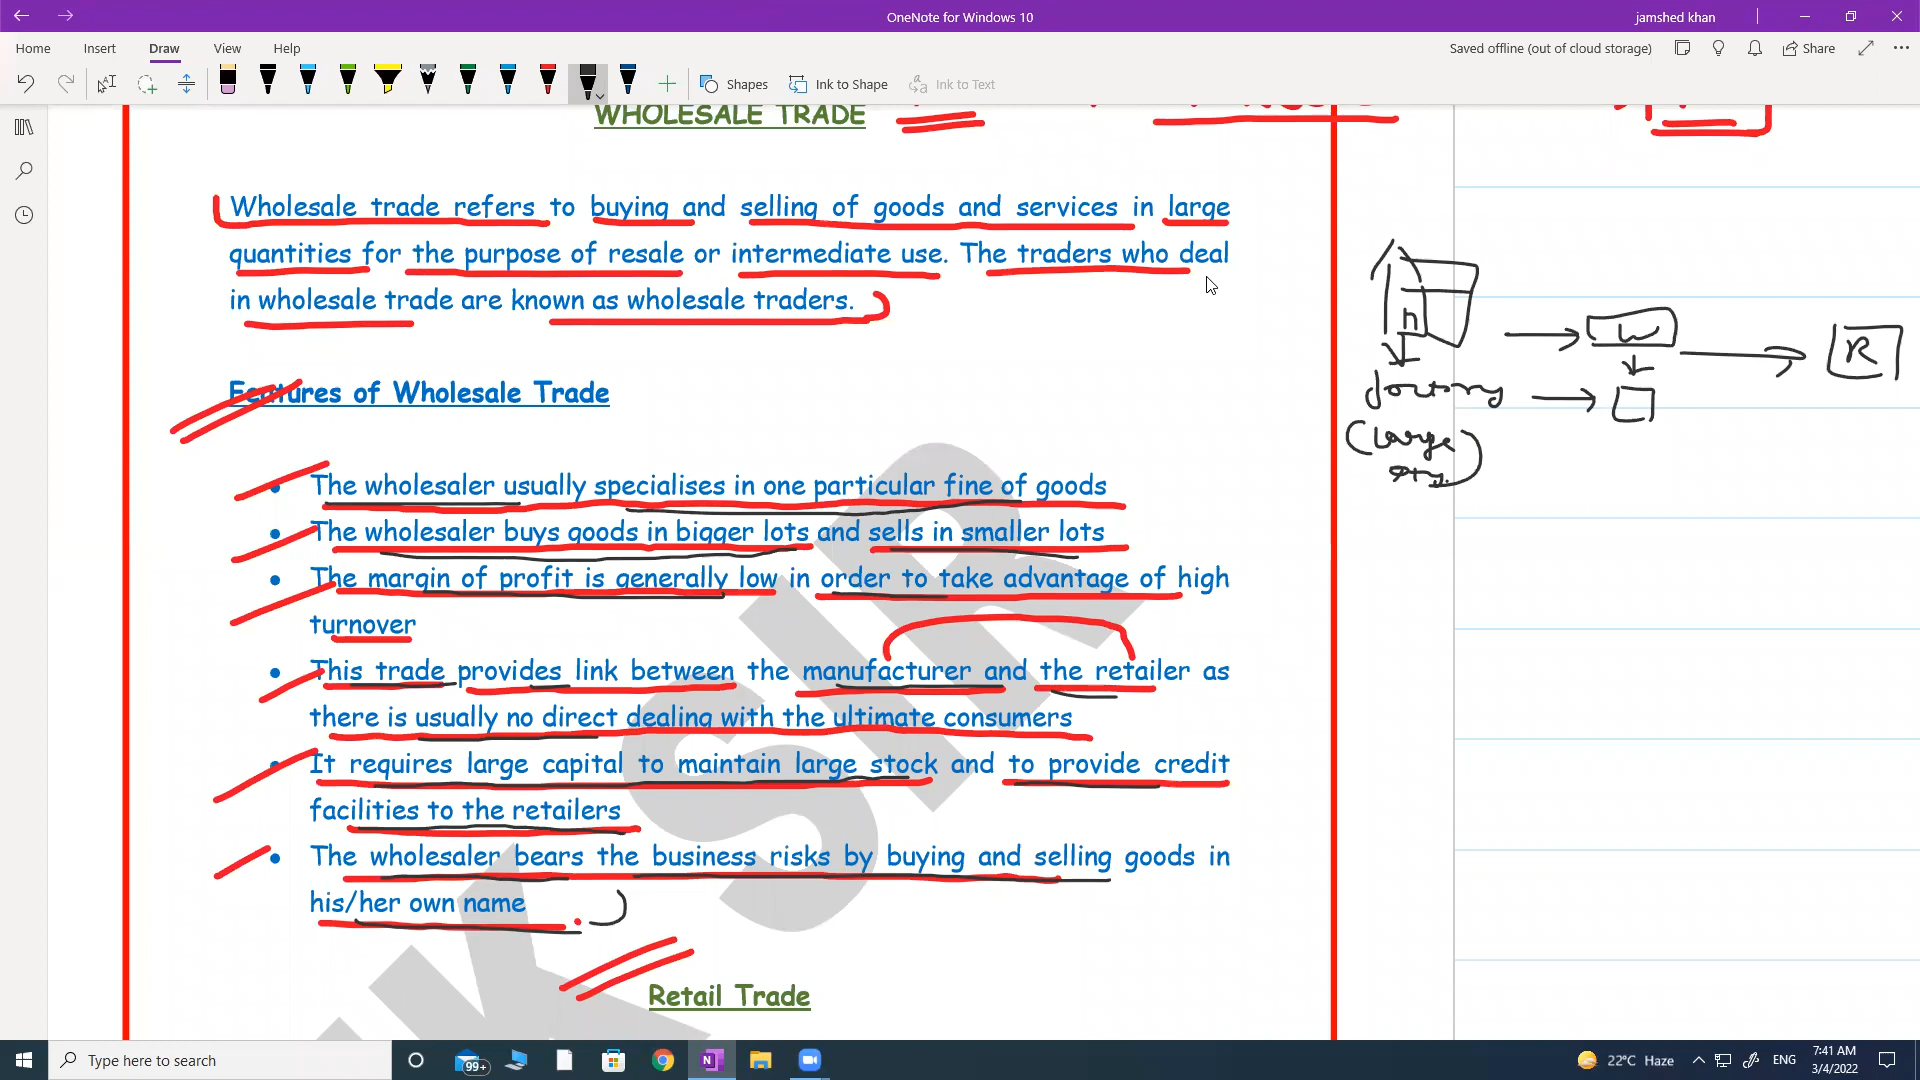 OneNote for Windows 10
jamshed khan
Home Insert Draw View Help
Saved offline (out of cloud storage)
Share
Shapes
Ink to Shape
Ink to Text
WHOLESALE TRADE
Wholesale trade refers to buying and selling of goods and services in large
quantities for the purpose of resale or intermediate use. The traders who deal
in wholesale trade are known as wholesale traders.
Features of Wholesale Trade
• The wholesaler usually specialises in one particular fine of goods
• The wholesaler buys goods in bigger lots and sells in smaller lots
• The margin of profit is generally low in order to take advantage of high
turnover
• This trade provides link between the manufacturer and the retailer as
there is usually no direct dealing with the ultimate consumers
• It requires large capital to maintain large stock and to provide credit
facilities to the retailers
• The wholesaler bears the business risks by buying and selling goods in
his/her own name
Retail Trade
W
R
(Large
K SIR
Type here to search
99+
22°C Haze
ENG
7:41 AM
3/4/2022